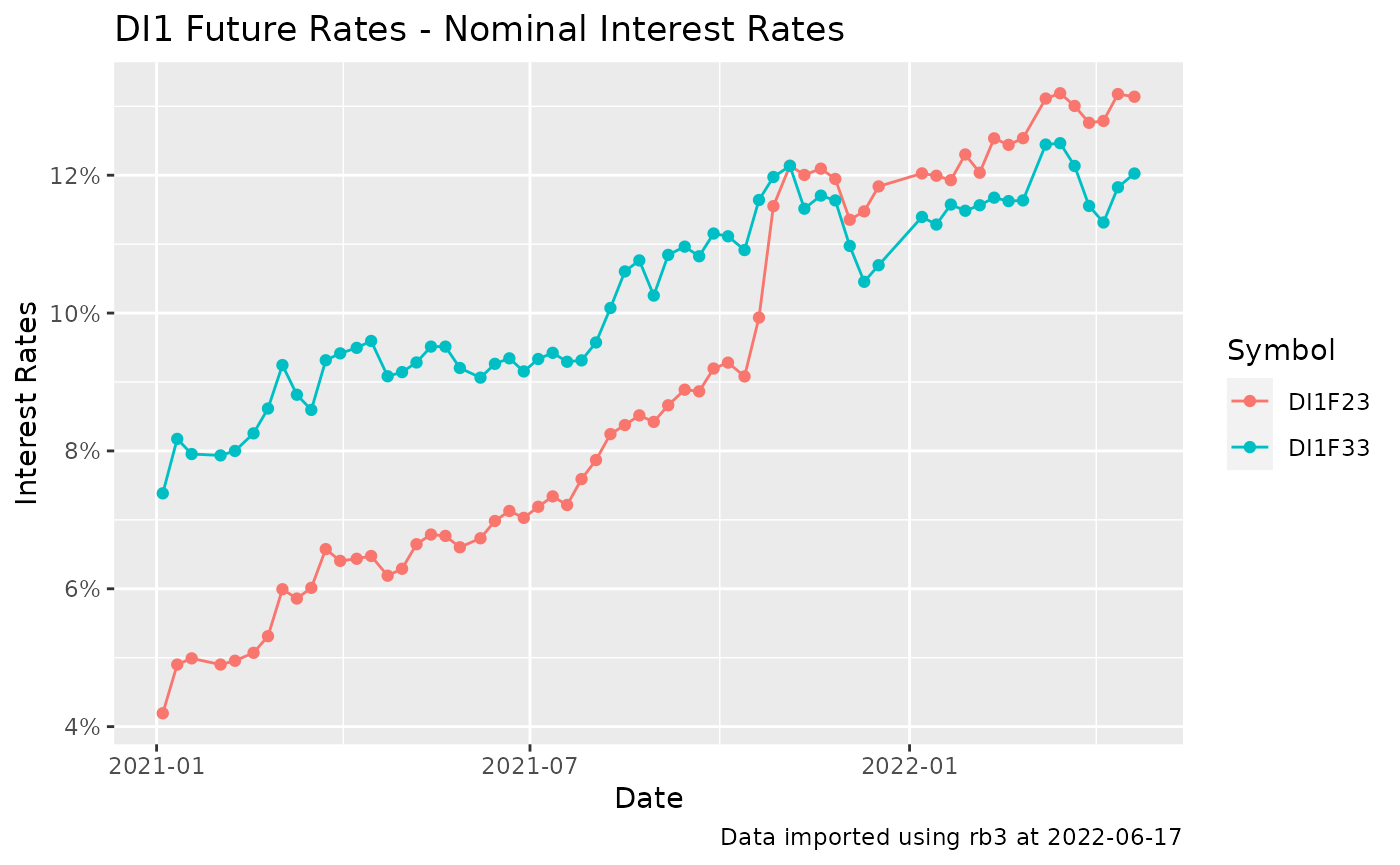 DI1 Future Rates - Nominal Interest Rates
12%
10%
8%
6%
4%
Interest Rates
2021-01
2021-07
2022-01
Date
Symbol
DI1F23
DI1F33
Data imported using rb3 at 2022-06-17